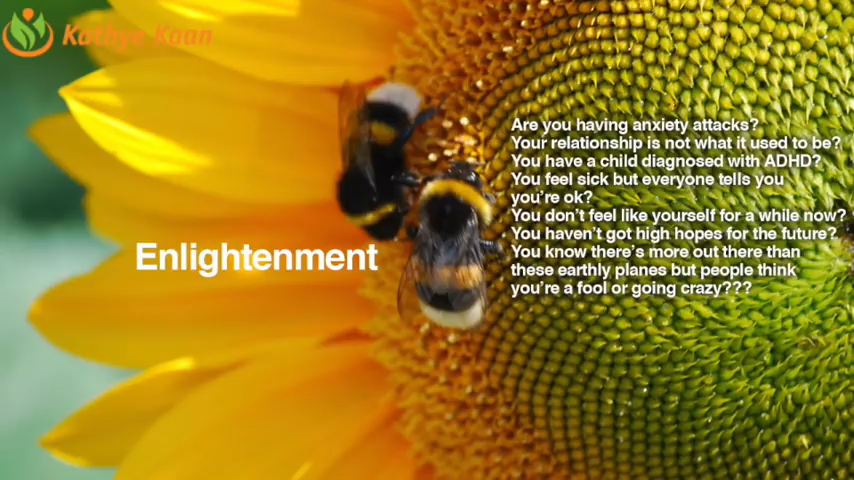 Kathye Kaan
Enlightenment
Are you having anxiety attacks?
Your relationship is not what it used to be?
You have a child diagnosed with ADHD?
You feel sick but everyone tells you
you're ok?
You don't feel like yourself for a while now?
You haven't got high hopes for the future?
You know there's more out there than
these earthly planes but people think
you're a fool or going crazy???